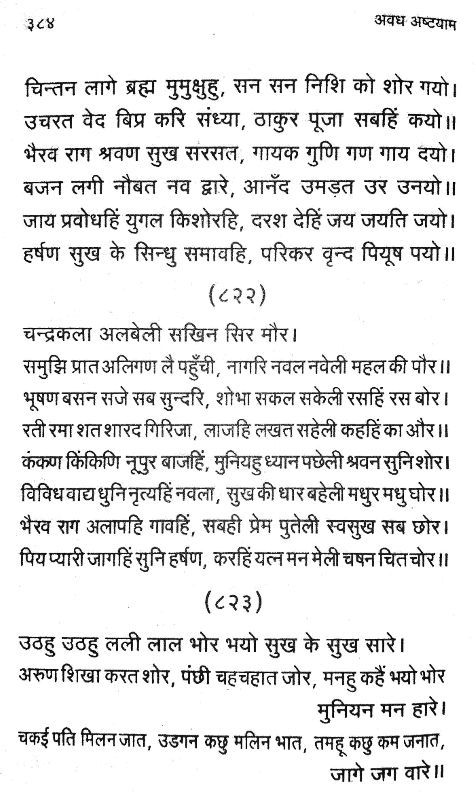 ३८४ अवध अष्टयाम
चिन्तन लागे ब्रह्म मुमुक्षुहु, सन सन निशि को शोर गयो।
उचरत वेद बिप्र करि संध्या, ठाकुर पूजा सबहिं कयो॥
भैरव राग श्रवण सुख सरसत, गायक गुणि गण गाय दयो।
बजन लगी नौबत नव द्वारे, आनँद उमड़त उर उनयो॥
जाय प्रवोधहिं युगल किशोरहि, दरश देहिं जय जयति जयो।
हर्षण सुख के सिन्धु समावहि, परिकर वृन्द पियूष पयो॥
(८२२)
चन्द्रकला अलबेली सखिन सिर मौर।
समुझि प्रात अलिगण लै पहुँची, नागरि नवल नवेली महल की पौर॥
भूषण बसन सजे सब सुन्दरि, शोभा सकल सकेली रसहिं रस बोर।
रती रमा शत शारद गिरिजा, लाजहि लखत सहेली कहहिं का और॥
कंकण किंकिणि नूपुर बाजहिं, मुनियहु ध्यान पछेली श्रवन सुनि शोर।
विविध वाद्य धुनि नृत्यहिं नवला, सुख की धार बहेली मधुर मधु घोर॥
भैरव राग अलापहि गावहिं, सबही प्रेम पुतेली स्वसुख सब छोर।
पिय प्यारी जागहिं सुनि हर्षण, करहिं यत्न मन मेली चषन चित चोर॥
(८२३)
उठहु उठहु लली लाल भोर भयो सुख के सुख सारे।
अरुण शिखा करत शोर, पंछी चहचहात जोर, मनहु कहैं भयो भोर
मुनियन मन हारे।
चकई पति मिलन जात, उडगन कछु मलिन भात, तमहू कछु कम जनात,
जागे जग वारे॥